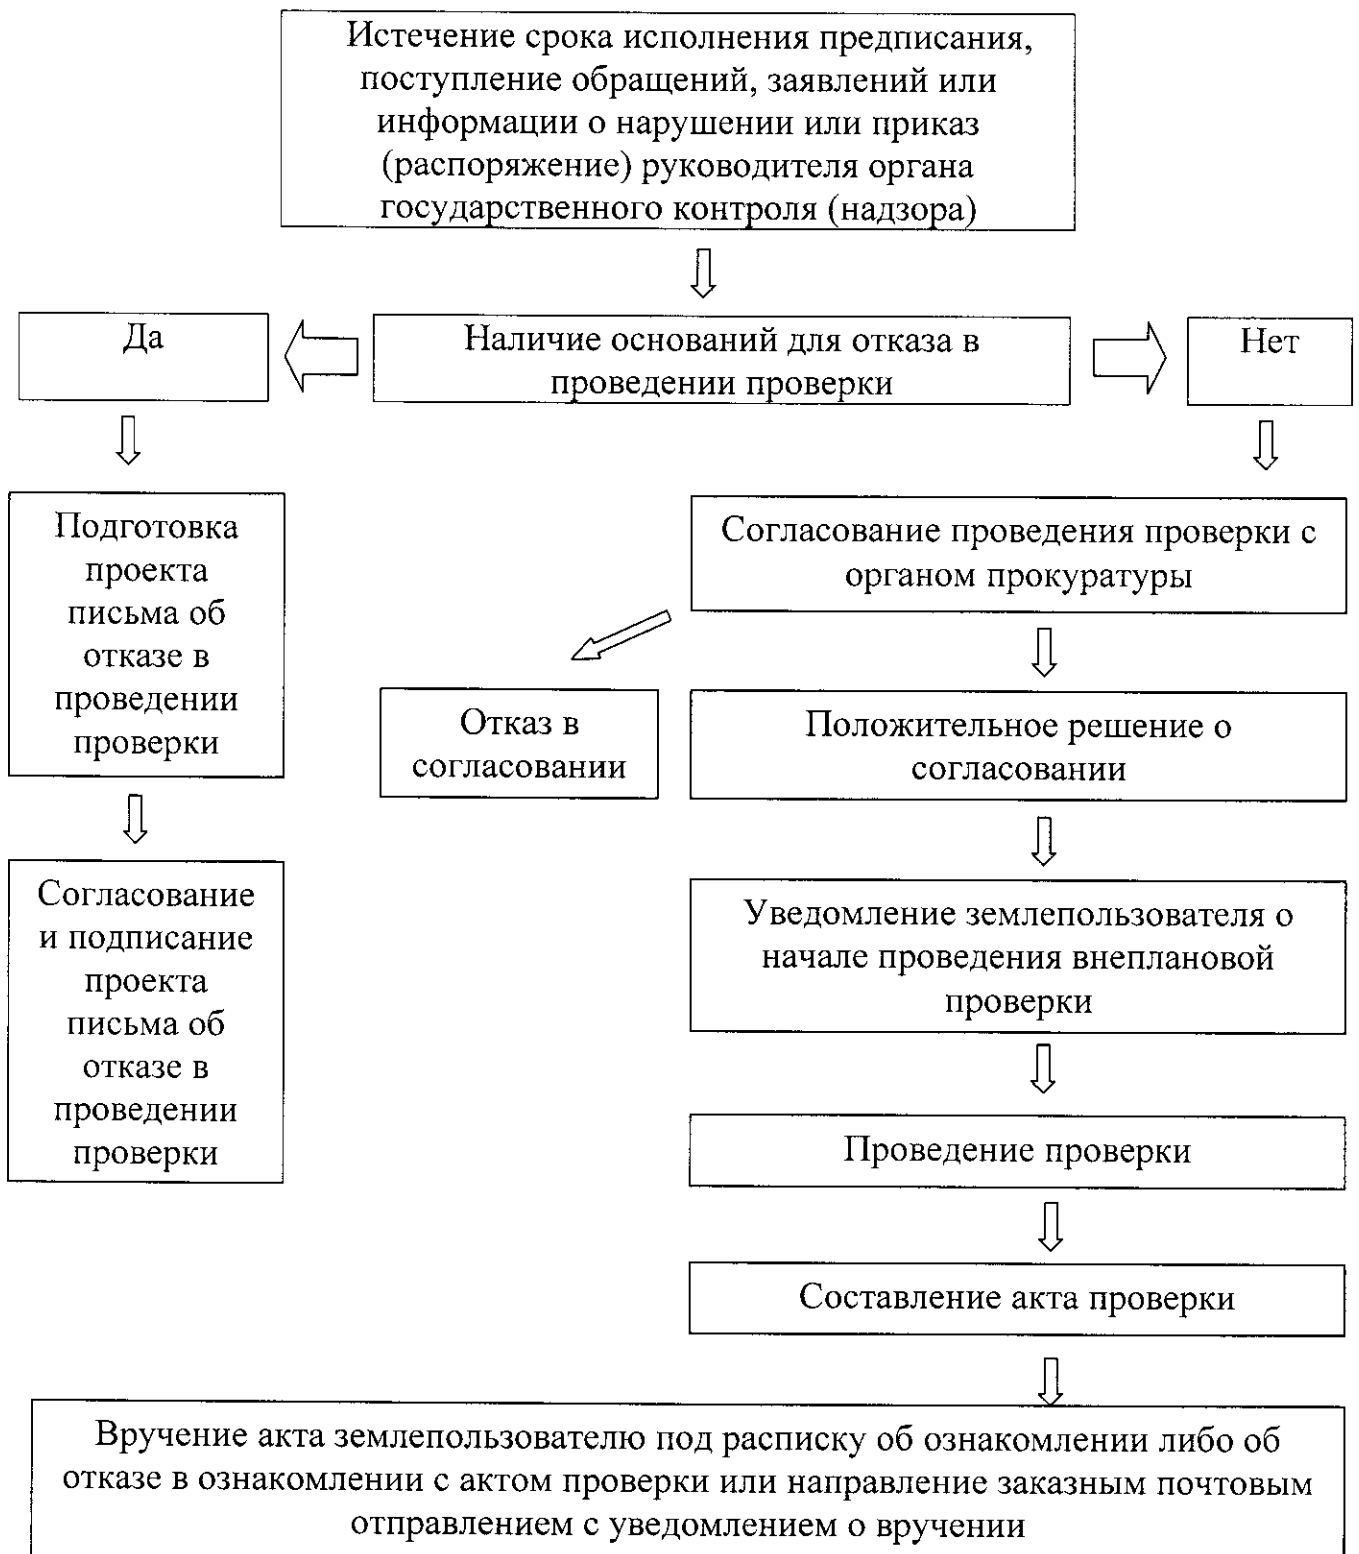 Истечение срока исполнения предписания,
поступление обращений, заявлений или
информации о нарушении или приказ
(распоряжение) руководителя органа
государственного контроля (надзора)
Да
Наличие оснований для отказа в
проведении проверки
Нет
Подготовка
проекта
письма об
отказе в
проведении
проверки
Согласование проведения проверки с
органом прокуратуры
Отказ в
согласовании
Положительное решение о
согласовании
Согласование
и подписание
проекта
письма об
отказе в
проведении
проверки
Уведомление землепользователя о
начале проведения внеплановой
проверки
Проведение проверки
Составление акта проверки
Вручение акта землепользователю под расписку об ознакомлении либо об
отказе в ознакомлении с актом проверки или направление заказным почтовым
отправлением с уведомлением о вручении